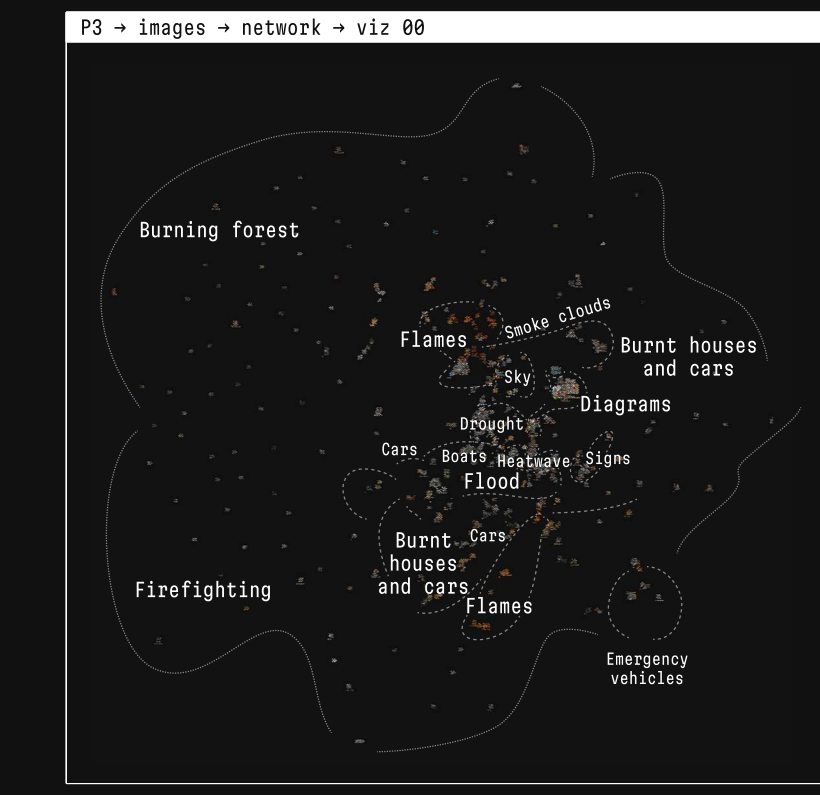 P3 → images → network → viz 00
Burning forest
Smoke clouds
Flames
Burnt houses
and cars
Sky
Diagrams
Drought
Cars
Boats
Heatwave
Signs
Flood
Cars
Burnt
houses
and cars
Firefighting
Flames
Emergency
vehicles